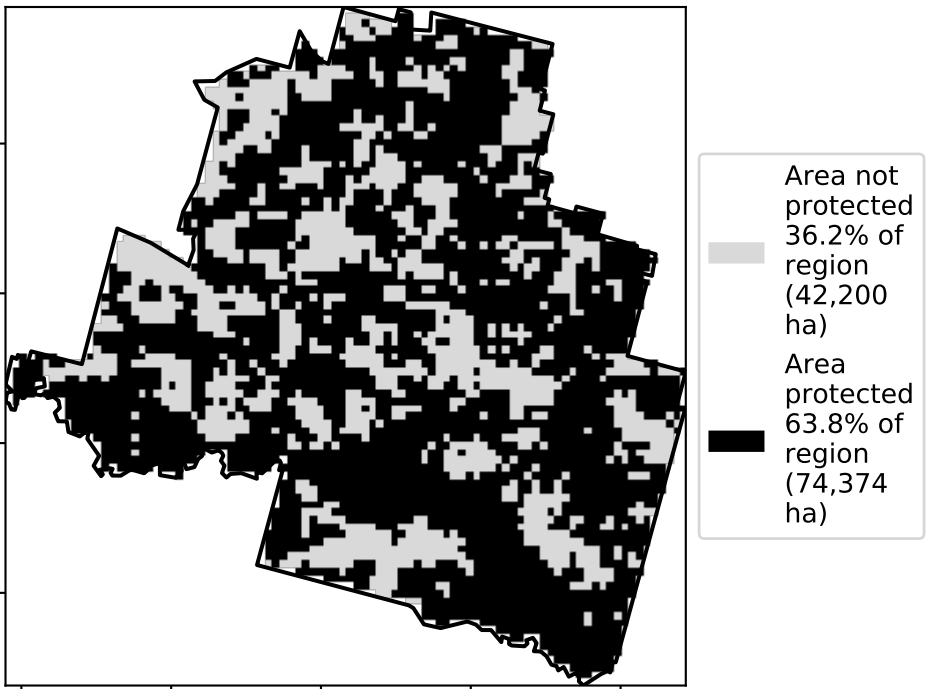 Area not
protected
36.2% of
region
(42,200
ha)
Area
protected
63.8% of
region
(74,374
ha)